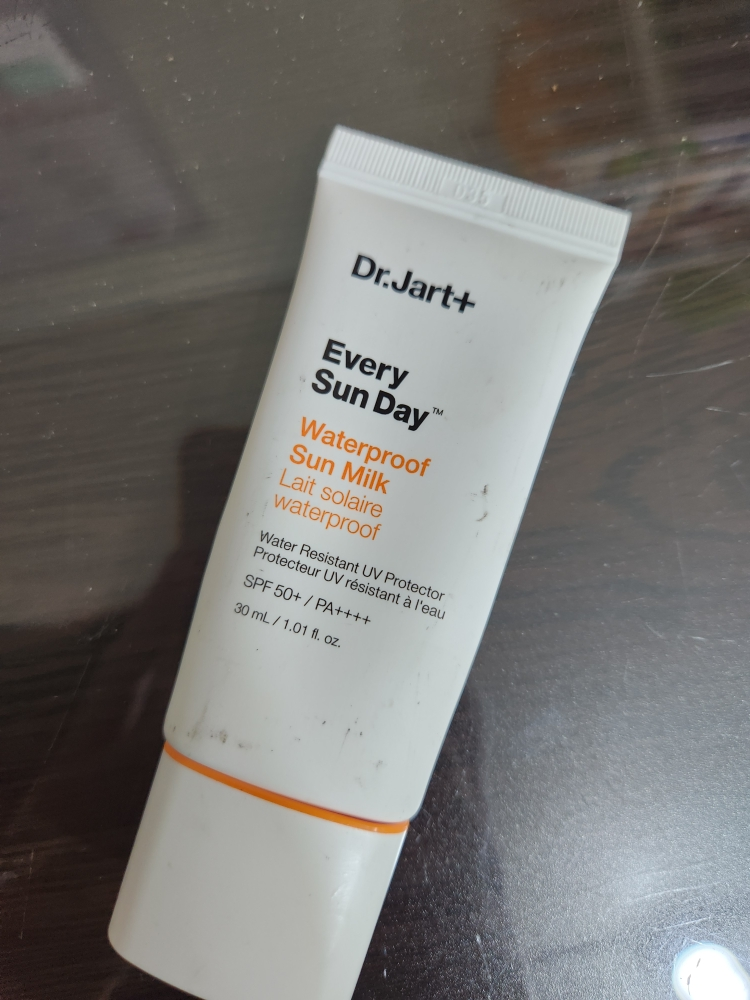 Dr.Jart+
Every
Sun Day™
Waterproof
Sun Milk
Lait solaire
waterproof
Water Resistant UV Protector
Protecteur UV résistant à l'eau
SPF 50+ / PA++++
30 mL / 1.01 fl. oz.